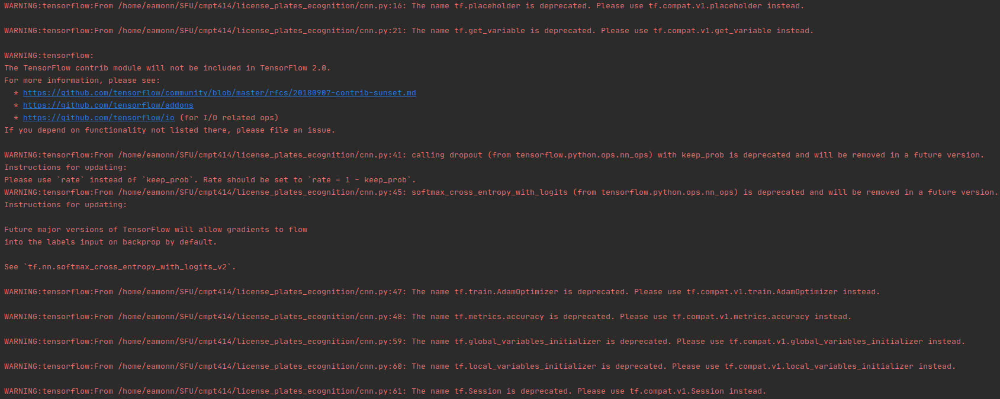 WARNING:tensorflow:From /home/eamonn/SFU/cmpt414/license_plates_ecognition/cnn.py:16: The name tf.placeholder is deprecated. Please use tf.compat.v1.placeholder instead.
WARNING:tensorflow:From /home/eamonn/SFU/cmpt414/license_plates_ecognition/cnn.py:21: The name tf.get_variable is deprecated. Please use tf.compat.v1.get_variable instead.
WARNING:tensorflow:
The TensorFlow contrib module will not be included in TensorFlow 2.0.
For more information, please see:
  * https://github.com/tensorflow/community/blob/master/rfcs/20180907-contrib-sunset.md
  * https://github.com/tensorflow/addons
  * https://github.com/tensorflow/io (for I/O related ops)
If you depend on functionality not listed there, please file an issue.
WARNING:tensorflow:From /home/eamonn/SFU/cmpt414/license_plates_ecognition/cnn.py:41: calling dropout (from tensorflow.python.ops.nn_ops) with keep_prob is deprecated and will be removed in a future version.
Instructions for updating:
Please use `rate` instead of `keep_prob`. Rate should be set to `rate = 1 - keep_prob`.
WARNING:tensorflow:From /home/eamonn/SFU/cmpt414/license_plates_ecognition/cnn.py:45: softmax_cross_entropy_with_logits (from tensorflow.python.ops.nn_ops) is deprecated and will be removed in a future version.
Instructions for updating:
Future major versions of TensorFlow will allow gradients to flow
into the labels input on backprop by default.
See `tf.nn.softmax_cross_entropy_with_logits_v2`.
WARNING:tensorflow:From /home/eamonn/SFU/cmpt414/license_plates_ecognition/cnn.py:47: The name tf.train.AdamOptimizer is deprecated. Please use tf.compat.v1.train.AdamOptimizer instead.
WARNING:tensorflow:From /home/eamonn/SFU/cmpt414/license_plates_ecognition/cnn.py:48: The name tf.metrics.accuracy is deprecated. Please use tf.compat.v1.metrics.accuracy instead.
WARNING:tensorflow:From /home/eamonn/SFU/cmpt414/license_plates_ecognition/cnn.py:59: The name tf.global_variables_initializer is deprecated. Please use tf.compat.v1.global_variables_initializer instead.
WARNING:tensorflow:From /home/eamonn/SFU/cmpt414/license_plates_ecognition/cnn.py:60: The name tf.local_variables_initializer is deprecated. Please use tf.compat.v1.local_variables_initializer instead.
WARNING:tensorflow:From /home/eamonn/SFU/cmpt414/license_plates_ecognition/cnn.py:61: The name tf.Session is deprecated. Please use tf.compat.v1.Session instead.